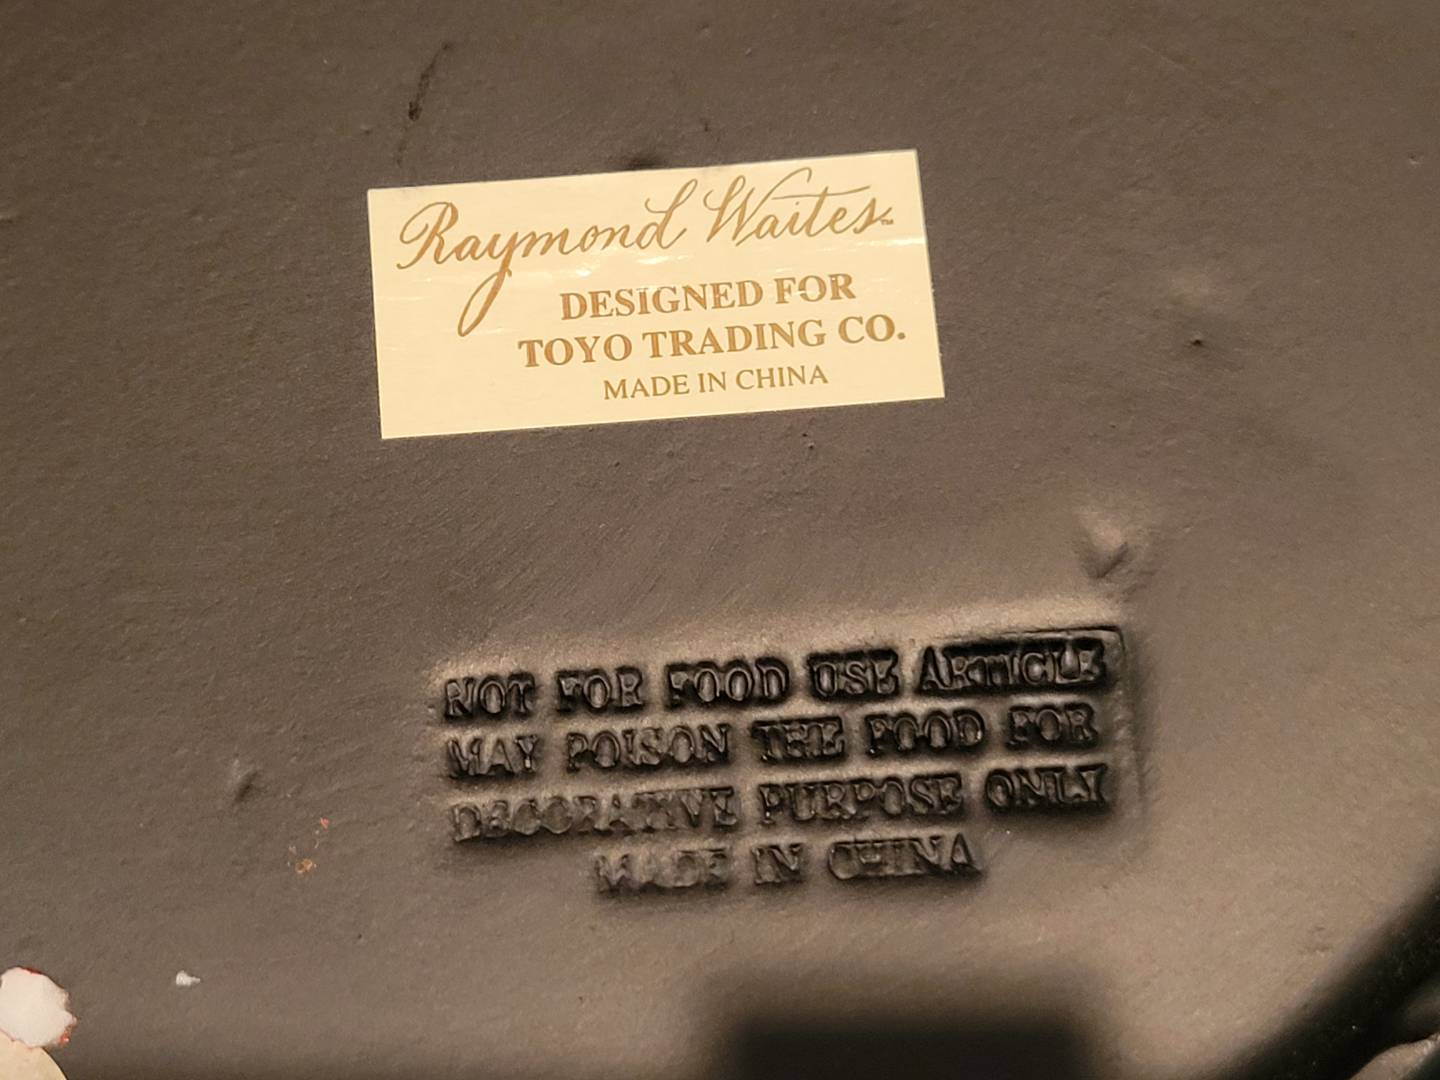 Raymond Waites™
DESIGNED FOR
TOYO TRADING CO.
MADE IN CHINA
NOT FOR FOOD USE ARTICLE
MAY POISON THE FOOD FOR
DECORATIVE PURPOSE ONLY
MADE IN CHINA